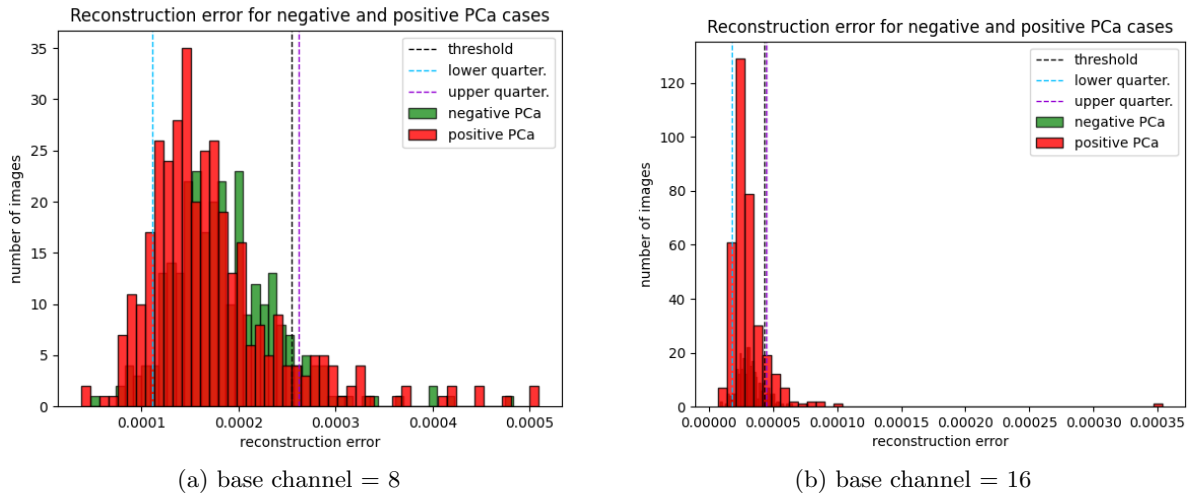 Reconstruction error for negative and positive PCa cases
35
30
25
20
15
10
5
0
number of images
threshold
lower quarter.
upper quarter.
negative PCa
positive PCa
0.0001 0.0002 0.0003 0.0004 0.0005
reconstruction error
(a) base channel = 8
Reconstruction error for negative and positive PCa cases
120
100
80
60
40
20
0
number of images
threshold
lower quarter.
upper quarter.
negative PCa
positive PCa
0.00000 0.00005 0.00010 0.00015 0.00020 0.00025 0.00030 0.00035
reconstruction error
(b) base channel = 16